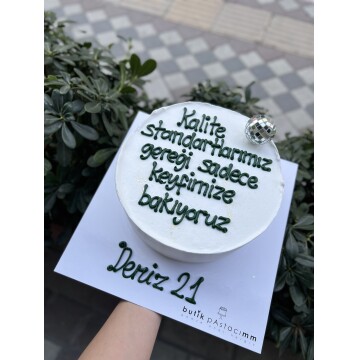 Kalite
standartlarımız
gereği sadece
keyfimize
bakıyoruz
Deniz 21
butik pAstacımm